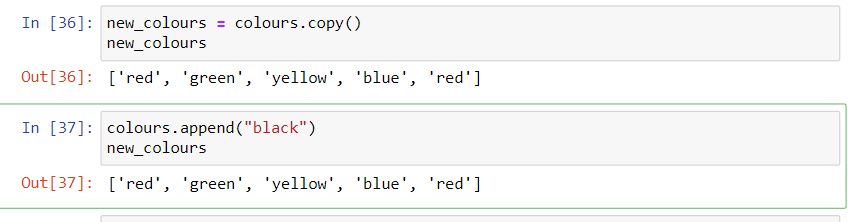 In [36]: new_colours = colours.copy()
new_colours
Out[36]: ['red', 'green', 'yellow', 'blue', 'red']
In [37]: colours.append("black")
new_colours
Out[37]: ['red', 'green', 'yellow', 'blue', 'red']